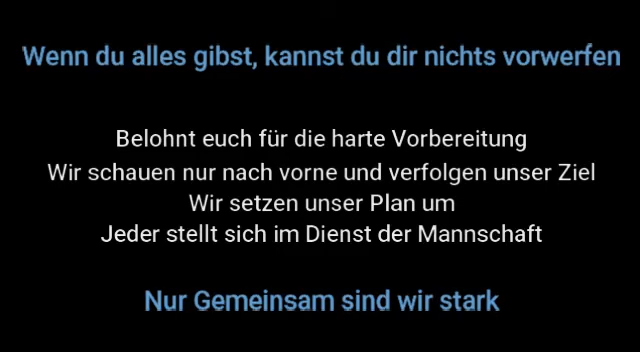 Wenn du alles gibst, kannst du dir nichts vorwerfen
Belohnt euch für die harte Vorbereitung
Wir schauen nur nach vorne und verfolgen unser Ziel
Wir setzen unser Plan um
Jeder stellt sich im Dienst der Mannschaft
Nur Gemeinsam sind wir stark